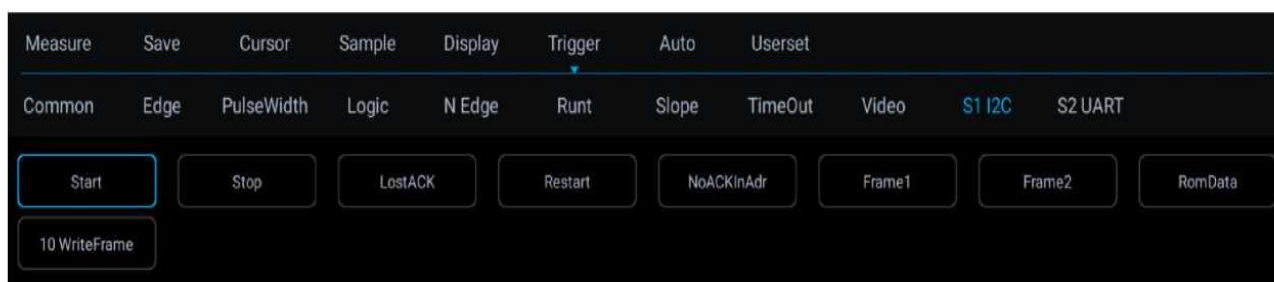 Measure Save Cursor Sample Display Trigger Auto Userset
Common Edge PulseWidth Logic N Edge Runt Slope TimeOut Video S1 I2C S2 UART
Start Stop LostACK Restart NoACKInAdr Frame1 Frame2 RomData
10 WriteFrame